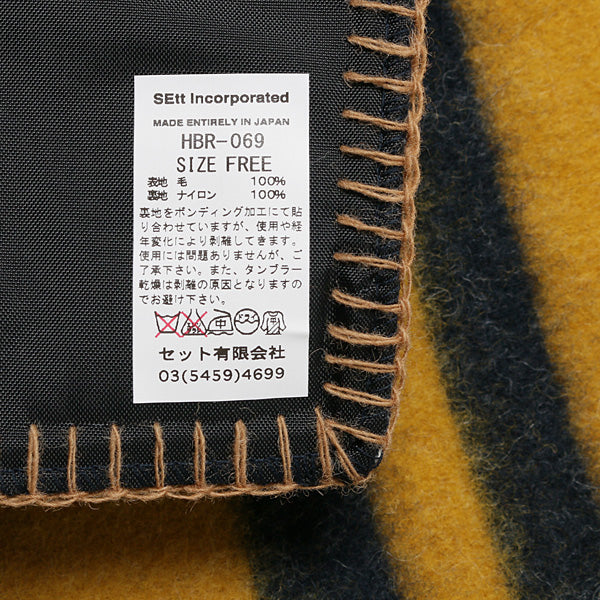 SEtt Incorporated
MADE ENTIRELY IN JAPAN
HBR-069
SIZE FREE
表地 毛 100%
裏地 ナイロン 100%
裏地をボンディング加工にて貼
り合わせていますが、使用や経
年変化により剥離してきます。
使用には問題ありませんが、ご
了承下さい。また、タンブラー
乾燥は剥離の原因となりますの
でお避け下さい。
セット有限会社
03(5459)4699